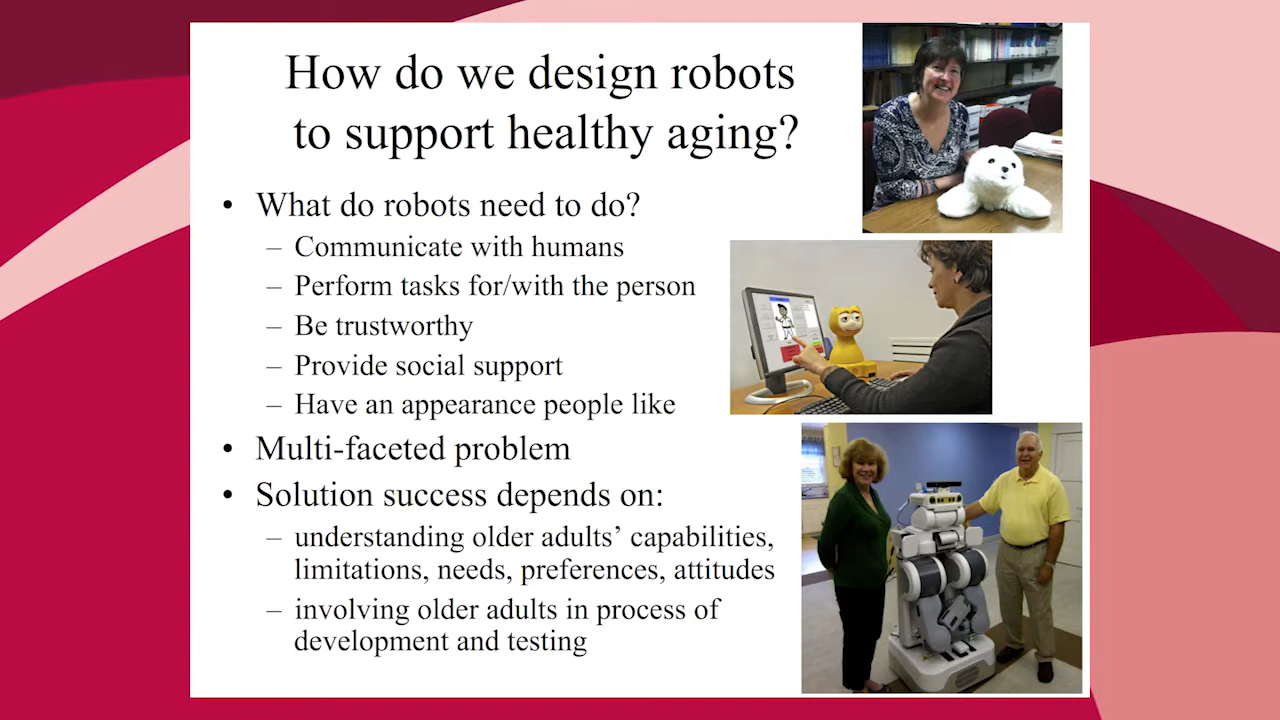 How do we design robots
to support healthy aging?
• What do robots need to do?
– Communicate with humans
– Perform tasks for/with the person
– Be trustworthy
– Provide social support
– Have an appearance people like
• Multi-faceted problem
• Solution success depends on:
– understanding older adults’ capabilities,
limitations, needs, preferences, attitudes
– involving older adults in process of
development and testing